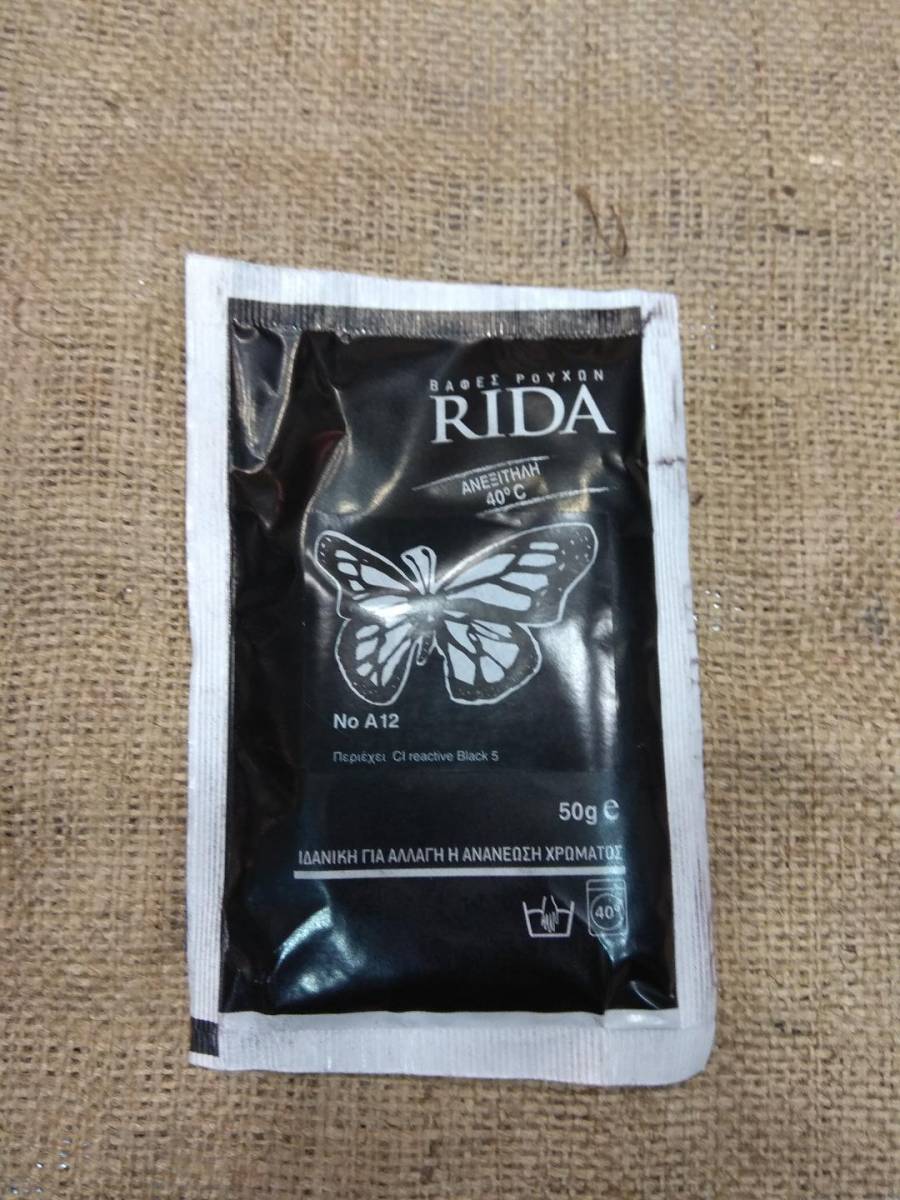 ΒΑΦΕΣ ΡΟΥΧΩΝ
RIDA
ΑΝΕΞΙΤΗΛΗ
40° C
No A12
Περιέχει CI reactive Black 5
50g ℮
ΙΔΑΝΙΚΗ ΓΙΑ ΑΛΛΑΓΗ Η ΑΝΑΝΕΩΣΗ ΧΡΩΜΑΤΟΣ
40°